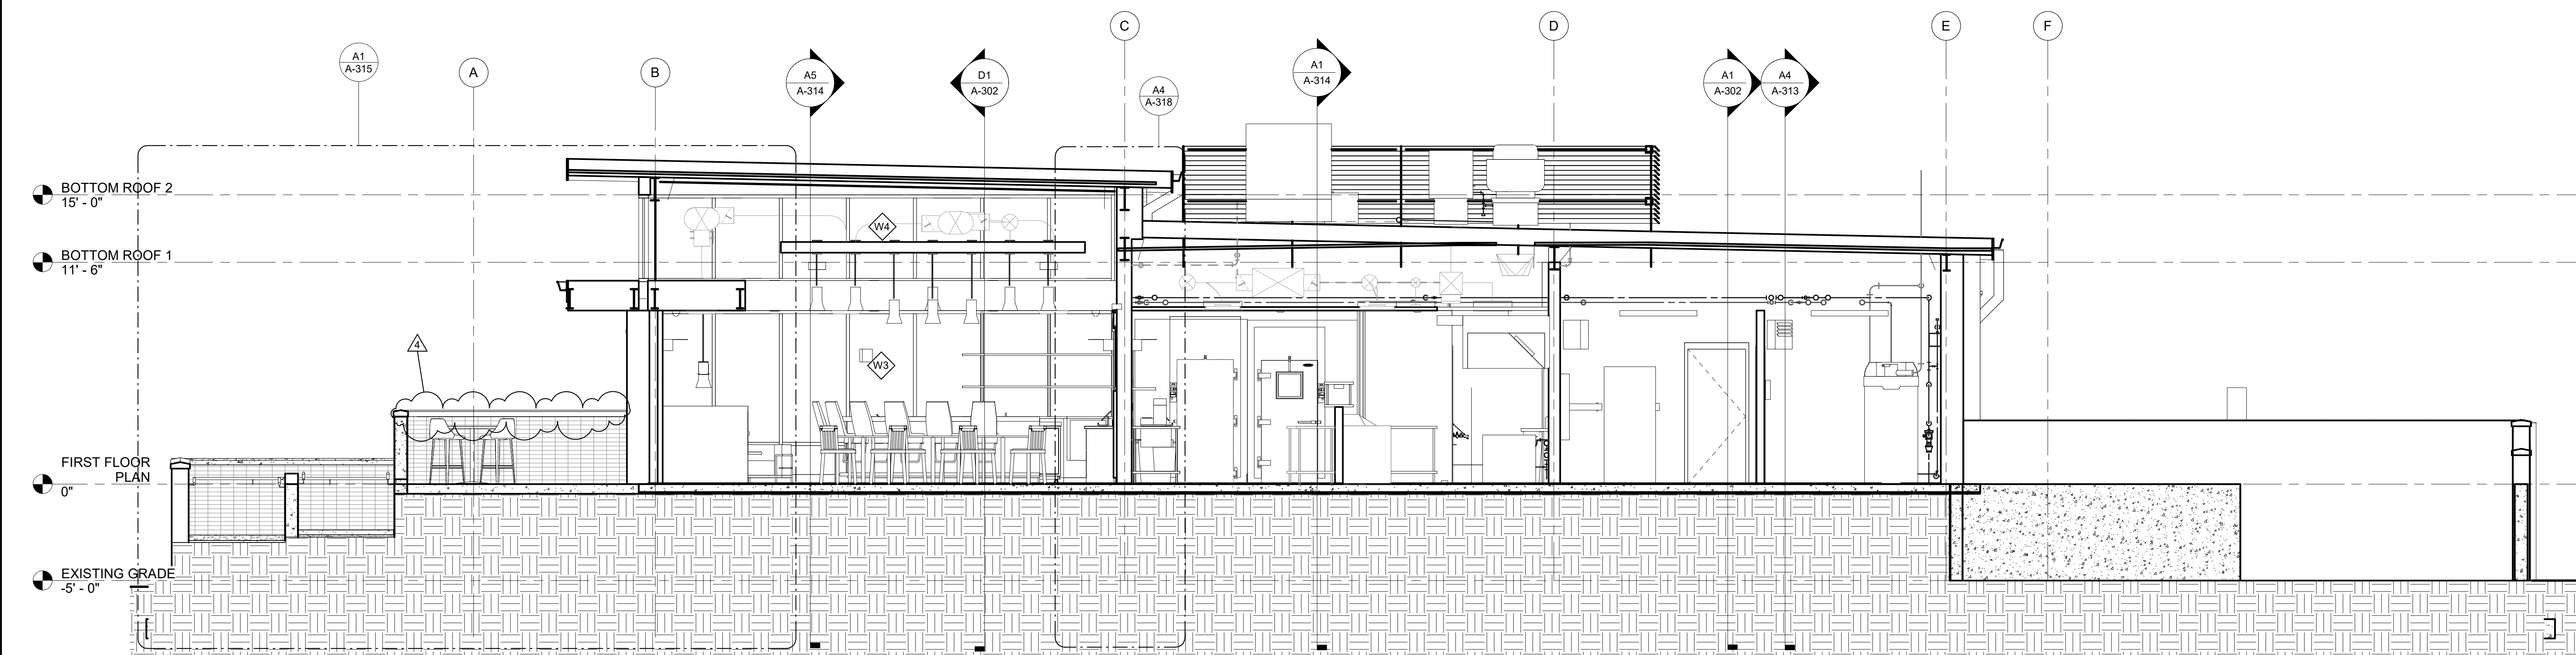 C
D
E
F
A1
A-315
A
B
A5
A-314
D1
A-302
A4
A-318
A1
A-314
A1
A-302
A4
A-313
BOTTOM ROOF 2
15' - 0"
W4
BOTTOM ROOF 1
11' - 6"
4
W3
FIRST FLOOR
PLAN
0"
EXISTING GRADE
-5' - 0"